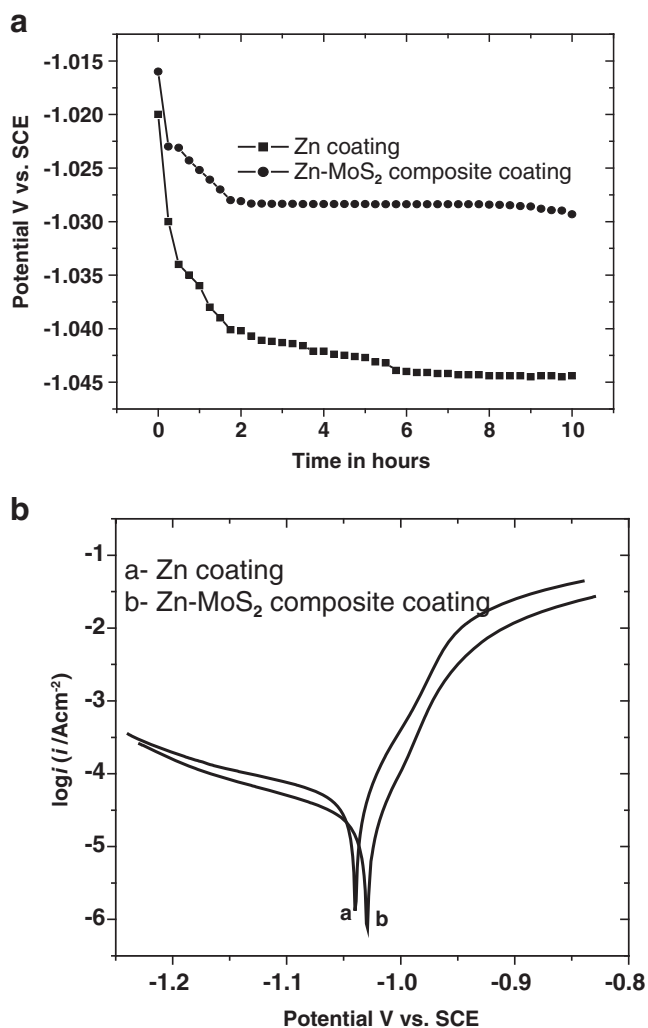 a
-1.015
-1.020
-1.025
-1.030
-1.035
-1.040
-1.045
Potential V vs. SCE
Zn coating
Zn-MoS₂ composite coating
0 2 4 6 8 10
Time in hours
b
-1
-2
-3
-4
-5
-6
logi (i /Acm⁻²)
a- Zn coating
b- Zn-MoS₂ composite coating
a b
-1.2 -1.1 -1.0 -0.9 -0.8
Potential V vs. SCE